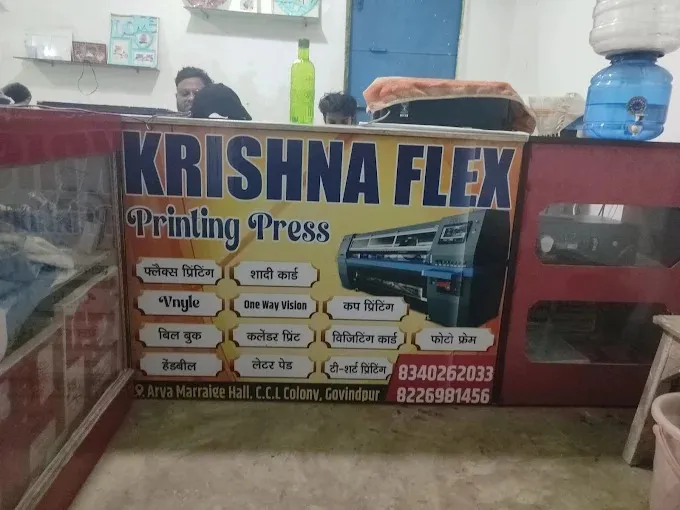 KRISHNA FLEX
Printing Press
फ्लैक्स प्रिटिंग
शादी कार्ड
Vnyle
One Way Vision
कप प्रिंटिंग
बिल बुक
कलेंडर प्रिंट
विजिटिंग कार्ड
फोटो फ्रेम
हेंडबील
लेटर पेड
टी-शर्ट प्रिटिंग
8340262033
8226981456
Arya Marraige Hall, C.C.L Colony, Govindpur